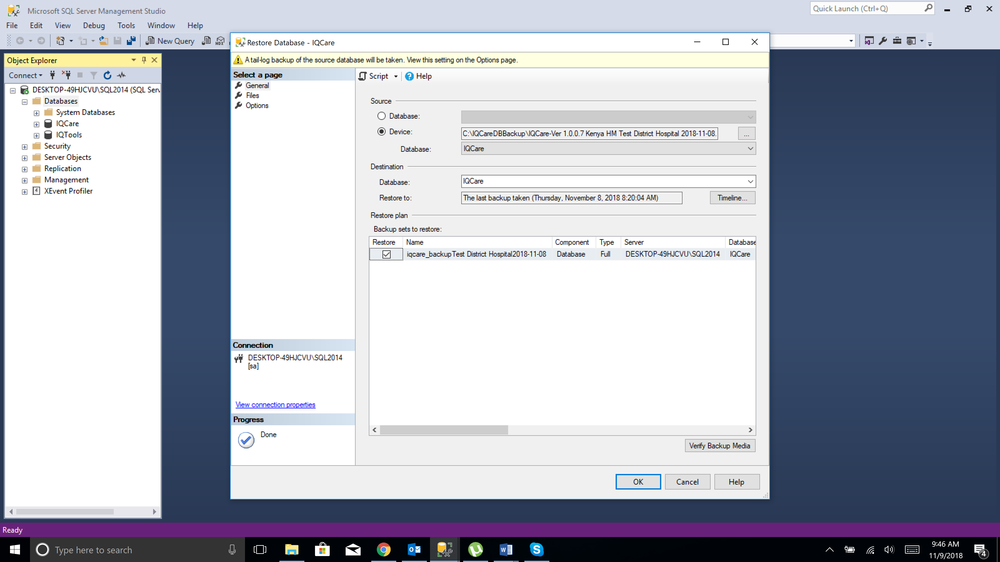 Microsoft SQL Server Management Studio
Quick Launch (Ctrl+Q)
File Edit View Debug Tools Window Help
New Query
MDX
Restore Database - IQCare
A tail-log backup of the source database will be taken. View this setting on the Options page.
Object Explorer
Connect
DESKTOP-49HJCVU\SQL2014 (SQL Serv
Databases
System Databases
IQCare
IQTools
Security
Server Objects
Replication
Management
XEvent Profiler
Select a page
General
Files
Options
Script
Help
Source
Database:
Device:
C:\IQCareDBBackup\IQCare-Ver 1.0.0.7 Kenya HM Test District Hospital 2018-11-08.
...
Database:
IQCare
Destination
Database:
IQCare
Restore to:
The last backup taken (Thursday, November 8, 2018 8:20:04 AM)
Timeline...
Restore plan
Backup sets to restore:
Restore Name Component Type Server Database
iqcare_backupTest District Hospital2018-11-08 Database Full DESKTOP-49HJCVU\SQL2014 IQCare
Verify Backup Media
Connection
DESKTOP-49HJCVU\SQL2014
[sa]
View connection properties
Progress
Done
OK Cancel Help
Ready
Type here to search
9:46 AM
11/9/2018
4